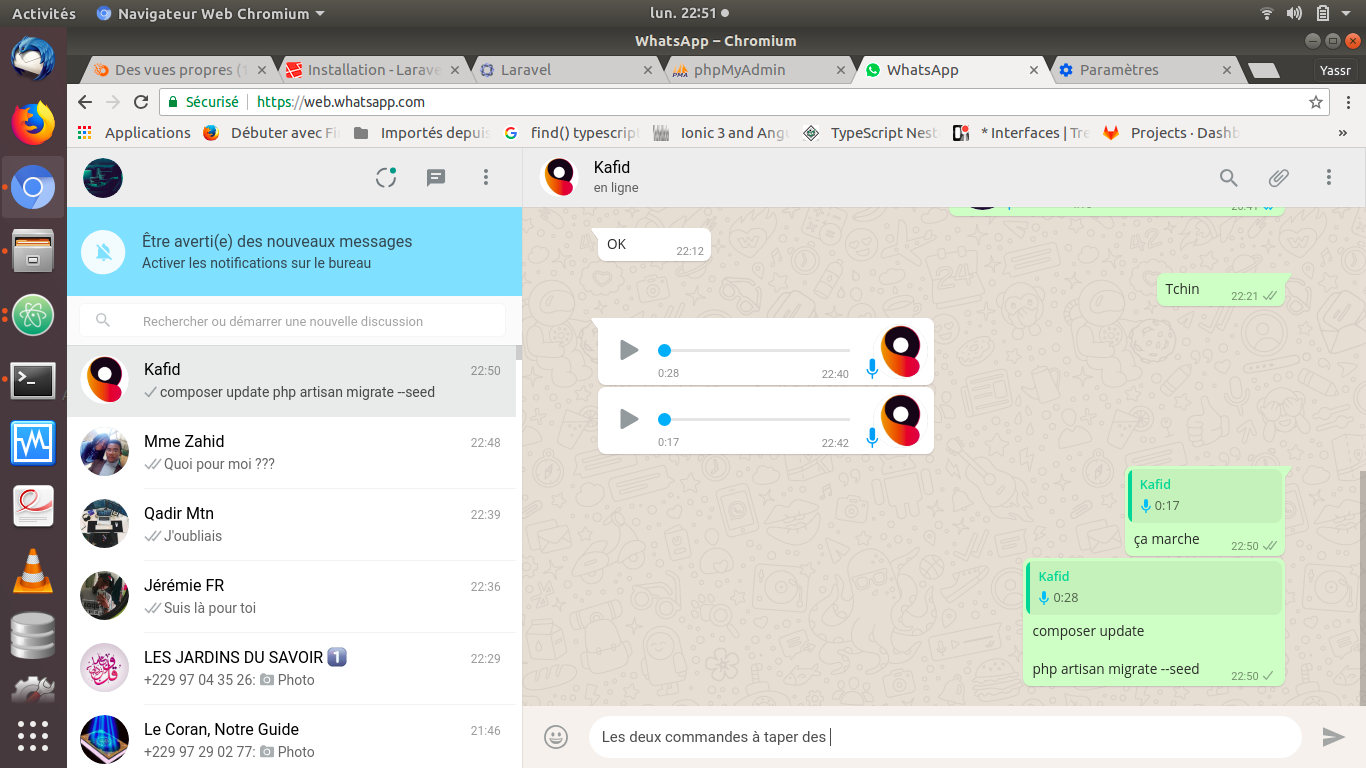 Activités
Navigateur Web Chromium
lun. 22:51
WhatsApp – Chromium
Des vues propres (1
Installation - Larave
Laravel
phpMyAdmin
WhatsApp
Paramètres
Yassr
Sécurisé
https://web.whatsapp.com
Applications
Débuter avec Fi
Importés depuis
find() typescrip
Ionic 3 and Angu
TypeScript Nest
* Interfaces | Tre
Projects · Dashb
»
Être averti(e) des nouveaux messages
Activer les notifications sur le bureau
Rechercher ou démarrer une nouvelle discussion
Kafid 22:50
composer update php artisan migrate --seed
Mme Zahid 22:48
Quoi pour moi ???
Qadir Mtn 22:39
J'oubliais
Jérémie FR 22:36
Suis là pour toi
LES JARDINS DU SAVOIR 1 22:29
+229 97 04 35 26: Photo
Le Coran, Notre Guide 21:46
+229 97 29 02 77: Photo
Kafid
en ligne
OK 22:12
Tchin 22:21
0:28 22:40
0:17 22:42
Kafid
0:17
ça marche 22:50
Kafid
0:28
composer update
php artisan migrate --seed 22:50
Les deux commandes à taper des